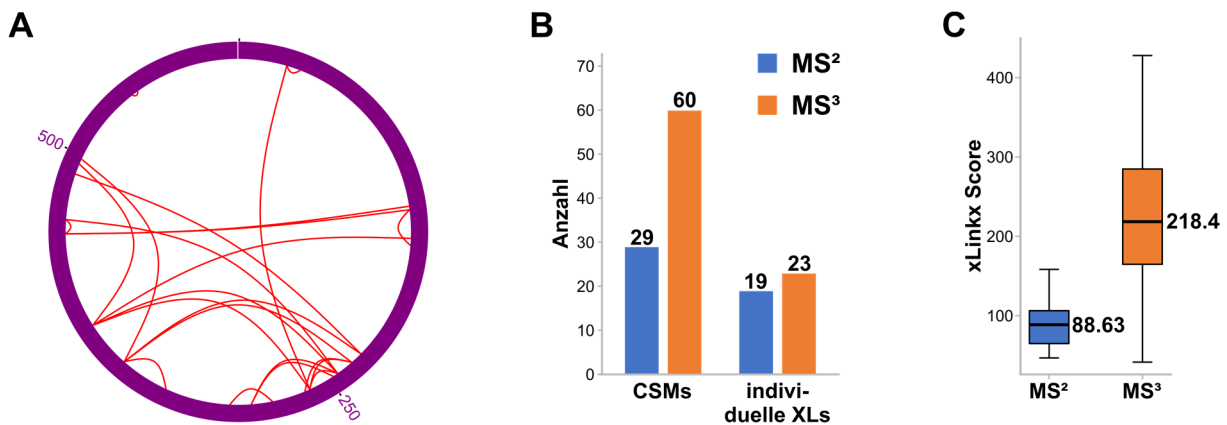 A
500
250
B
70
60
50
40
30
20
10
0
Anzahl
MS²
MS³
29
60
19
23
CSMs
indivi-
duelle XLs
C
400
300
200
100
xLinkx Score
88.63
218.4
MS²
MS³